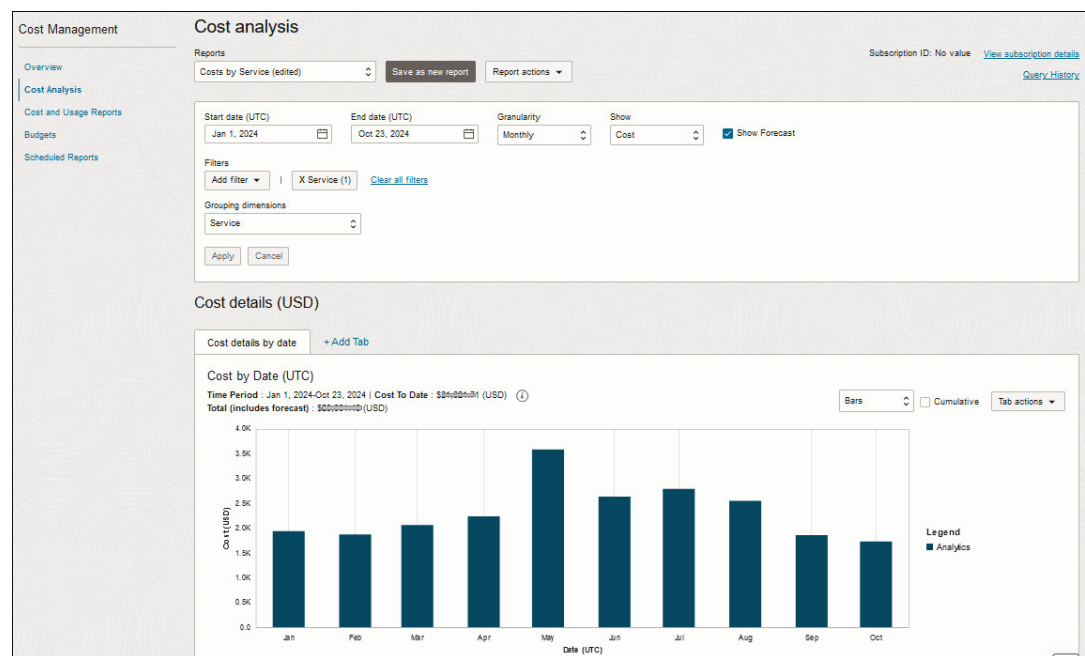 Cost Management
Overview
Cost Analysis
Cost and Usage Reports
Budgets
Scheduled Reports
Cost analysis
Reports
Costs by Service (edited)
Save as new report
Report actions
Subscription ID: No value View subscription details
Query History
Start date (UTC) End date (UTC) Granularity Show
Jan 1, 2024 Oct 23, 2024 Monthly Cost Show Forecast
Filters
Add filter | X Service (1) Clear all filters
Grouping dimensions
Service
Apply Cancel
Cost details (USD)
Cost details by date + Add Tab
Cost by Date (UTC)
Time Period : Jan 1, 2024-Oct 23, 2024 | Cost To Date : $ (USD) i
Total (includes forecast) : $ (USD)
Bars Cumulative Tab actions
4.0K
3.5K
3.0K
2.5K
2.0K
1.5K
1.0K
0.5K
0.0
Cost (USD)
Jan Feb Mar Apr May Jun Jul Aug Sep Oct
Date (UTC)
Legend
Analytics